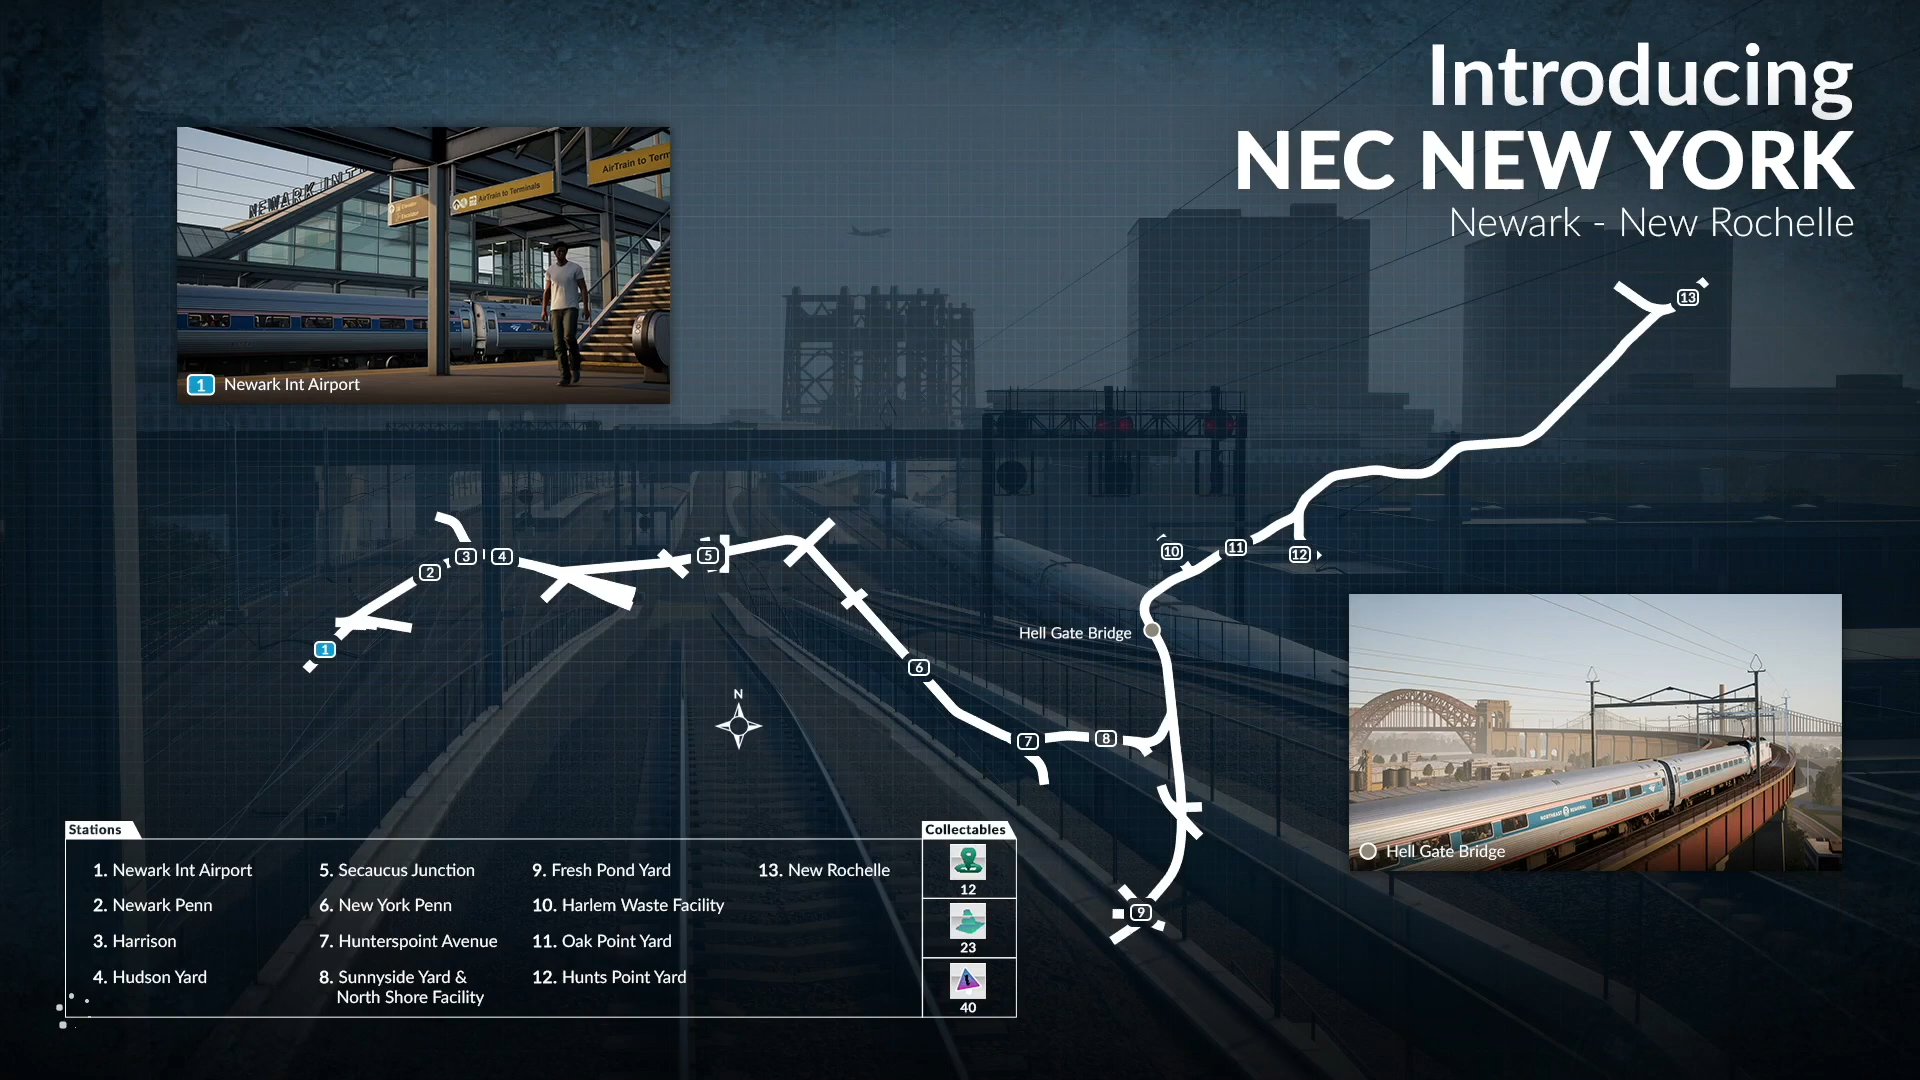 Introducing
NEC NEW YORK
Newark - New Rochelle
NEWARK INT
AirTrain to Terminals
AirTrain to Term
1 Newark Int Airport
13
10
11
12
3
4
5
2
1
Hell Gate Bridge
6
N
7
8
9
NORTHEAST REGIONAL
Hell Gate Bridge
Stations
1. Newark Int Airport
2. Newark Penn
3. Harrison
4. Hudson Yard
5. Secaucus Junction
6. New York Penn
7. Hunterspoint Avenue
8. Sunnyside Yard &
North Shore Facility
9. Fresh Pond Yard
10. Harlem Waste Facility
11. Oak Point Yard
12. Hunts Point Yard
13. New Rochelle
Collectables
12
23
40